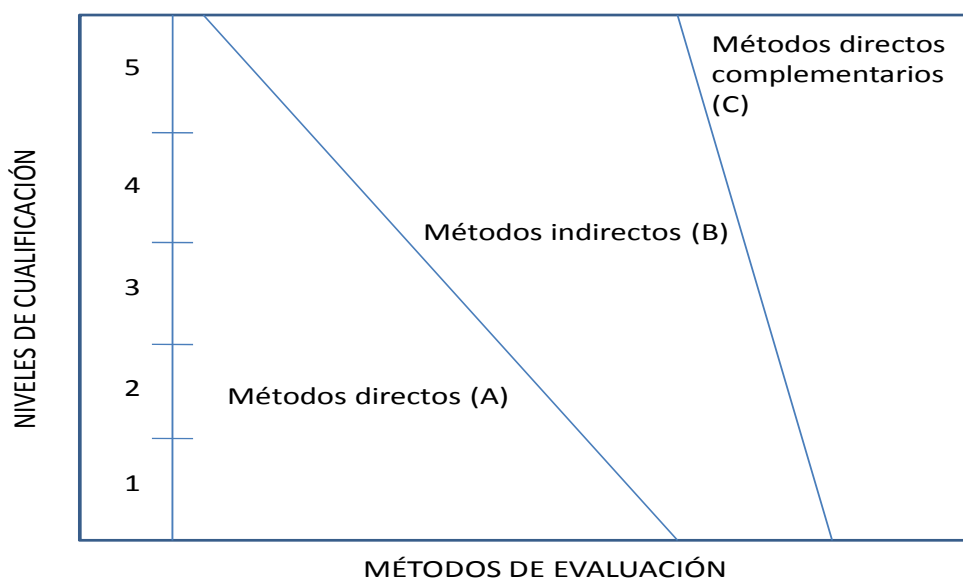 NIVELES DE CUALIFICACIÓN
5
4
3
2
1
Métodos directos
complementarios
(C)
Métodos indirectos (B)
Métodos directos (A)
MÉTODOS DE EVALUACIÓN